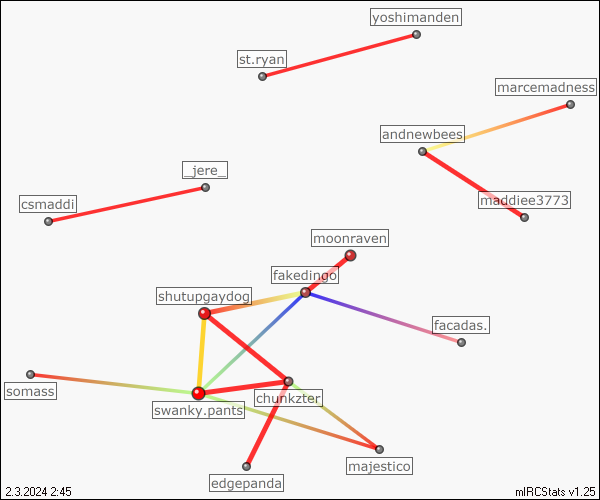 yoshimanden
st.ryan
marcemadness
andnewbees
_jere_
maddiee3773
csmaddi
moonraven
fakedingo
shutupgaydog
facadas.
somass
chunkzter
swanky.pants
majestico
edgepanda
2.3.2024 2:45
mIRCStats v1.25